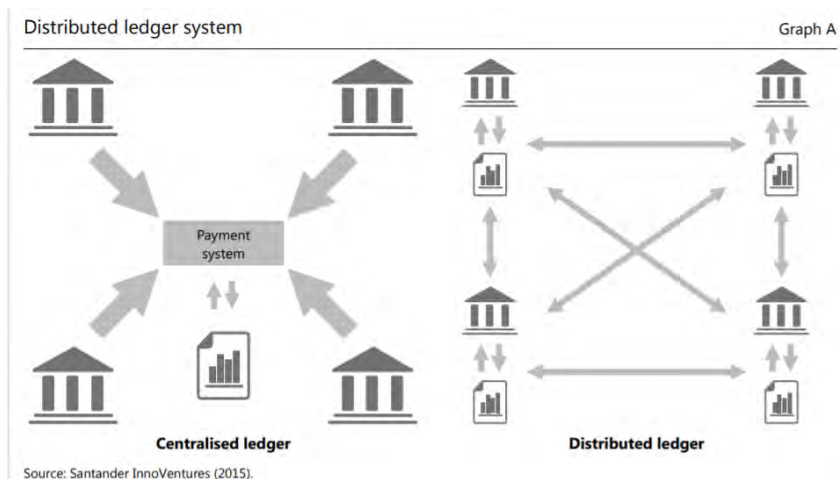 Distributed ledger system
Graph A
Payment
system
Centralised ledger
Distributed ledger
Source: Santander InnoVentures (2015).